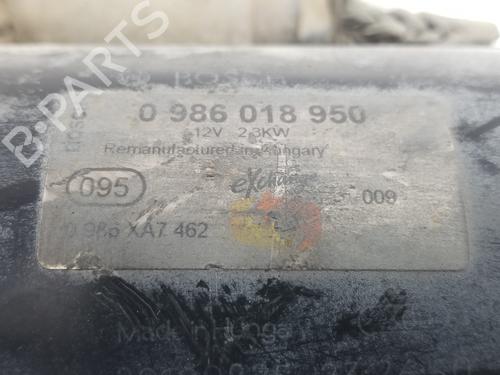 BOSCH
0 986 018 950
12V 2,3KW
Remanufactured in Hungary
095
eXchange
009
0 986 XA7 462
Made in Hungary
B-PARTS